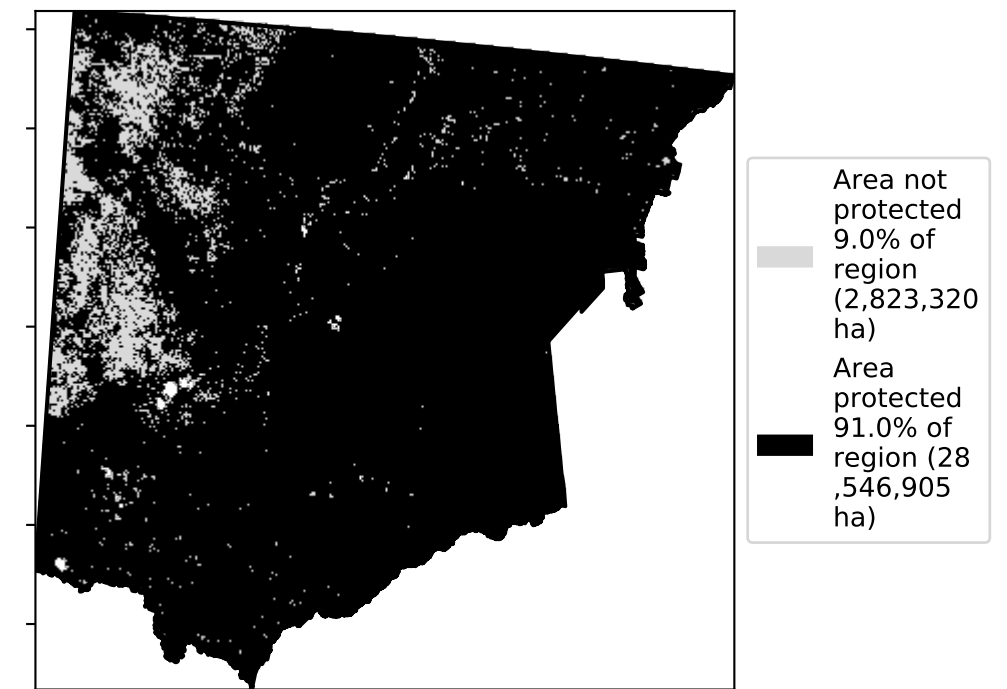 Area not
protected
9.0% of
region
(2,823,320
ha)
Area
protected
91.0% of
region (28
,546,905
ha)